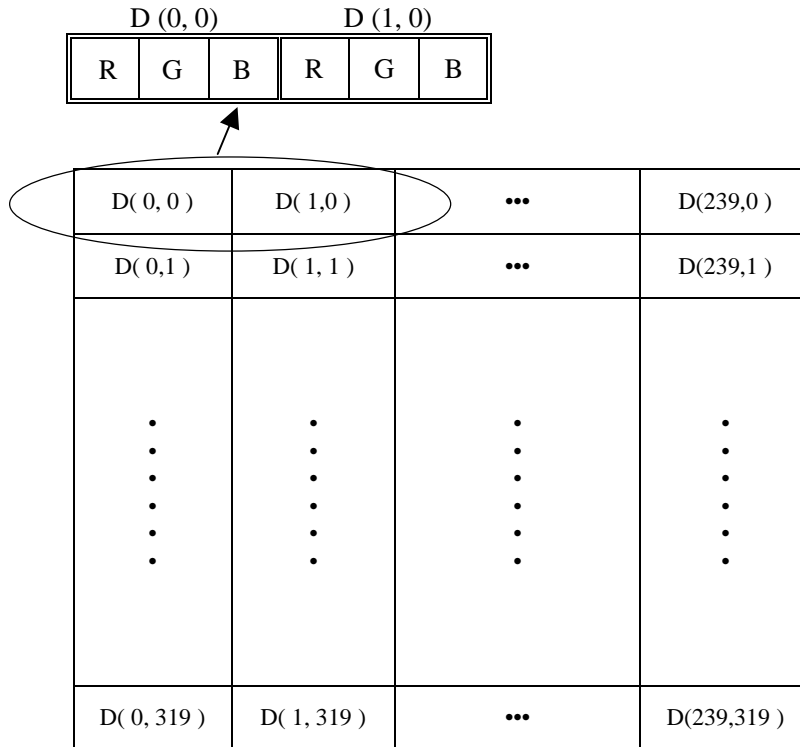 D (0, 0) D (1, 0)
R G B R G B
D( 0, 0 ) D( 1,0 ) ••• D(239,0 )
D( 0,1 ) D( 1, 1 ) ••• D(239,1 )
D( 0, 319 ) D( 1, 319 ) ••• D(239,319 )